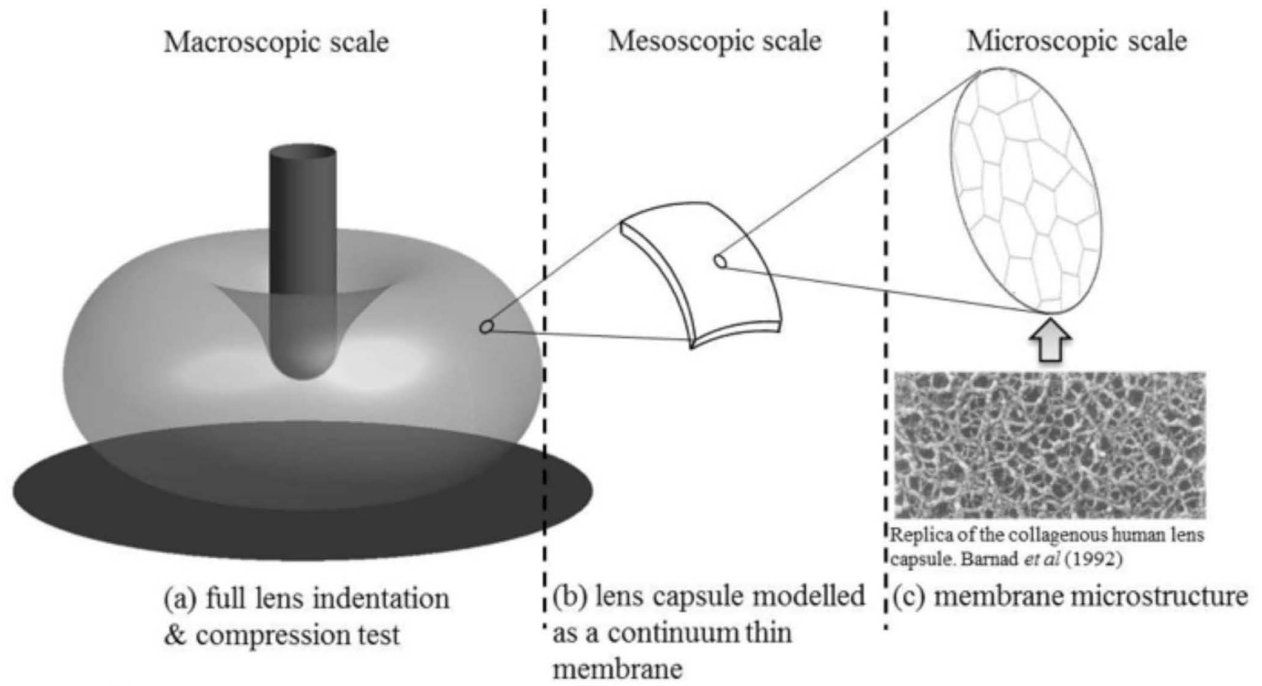 Macroscopic scale
Mesoscopic scale
Microscopic scale
Replica of the collagenous human lens
capsule. Barnad et al (1992)
(a) full lens indentation
& compression test
(b) lens capsule modelled
as a continuum thin
membrane
(c) membrane microstructure